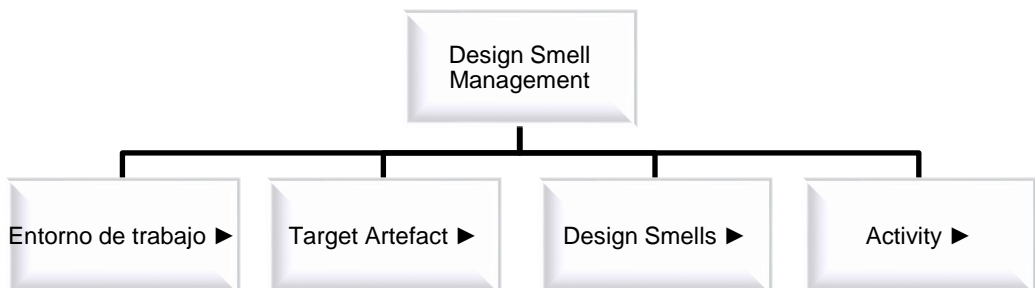 Design Smell
Management
Entorno de trabajo ►
Target Artefact ►
Design Smells ►
Activity ►